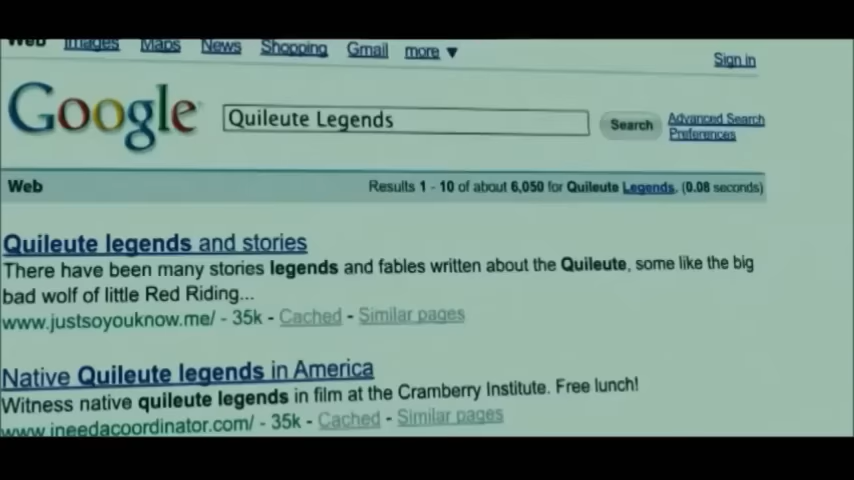 Web Images Maps News Shopping Gmail more ▼
Sign in
Google
Quileute Legends
Search
Advanced Search
Preferences
Web
Results 1 - 10 of about 6,050 for Quileute Legends. (0.08 seconds)
Quileute legends and stories
There have been many stories legends and fables written about the Quileute, some like the big
bad wolf of little Red Riding...
www.justsoyouknow.me/ - 35k - Cached - Similar pages
Native Quileute legends in America
Witness native quileute legends in film at the Cramberry Institute. Free lunch!
www.ineedacoordinator.com/ - 35k - Cached - Similar pages